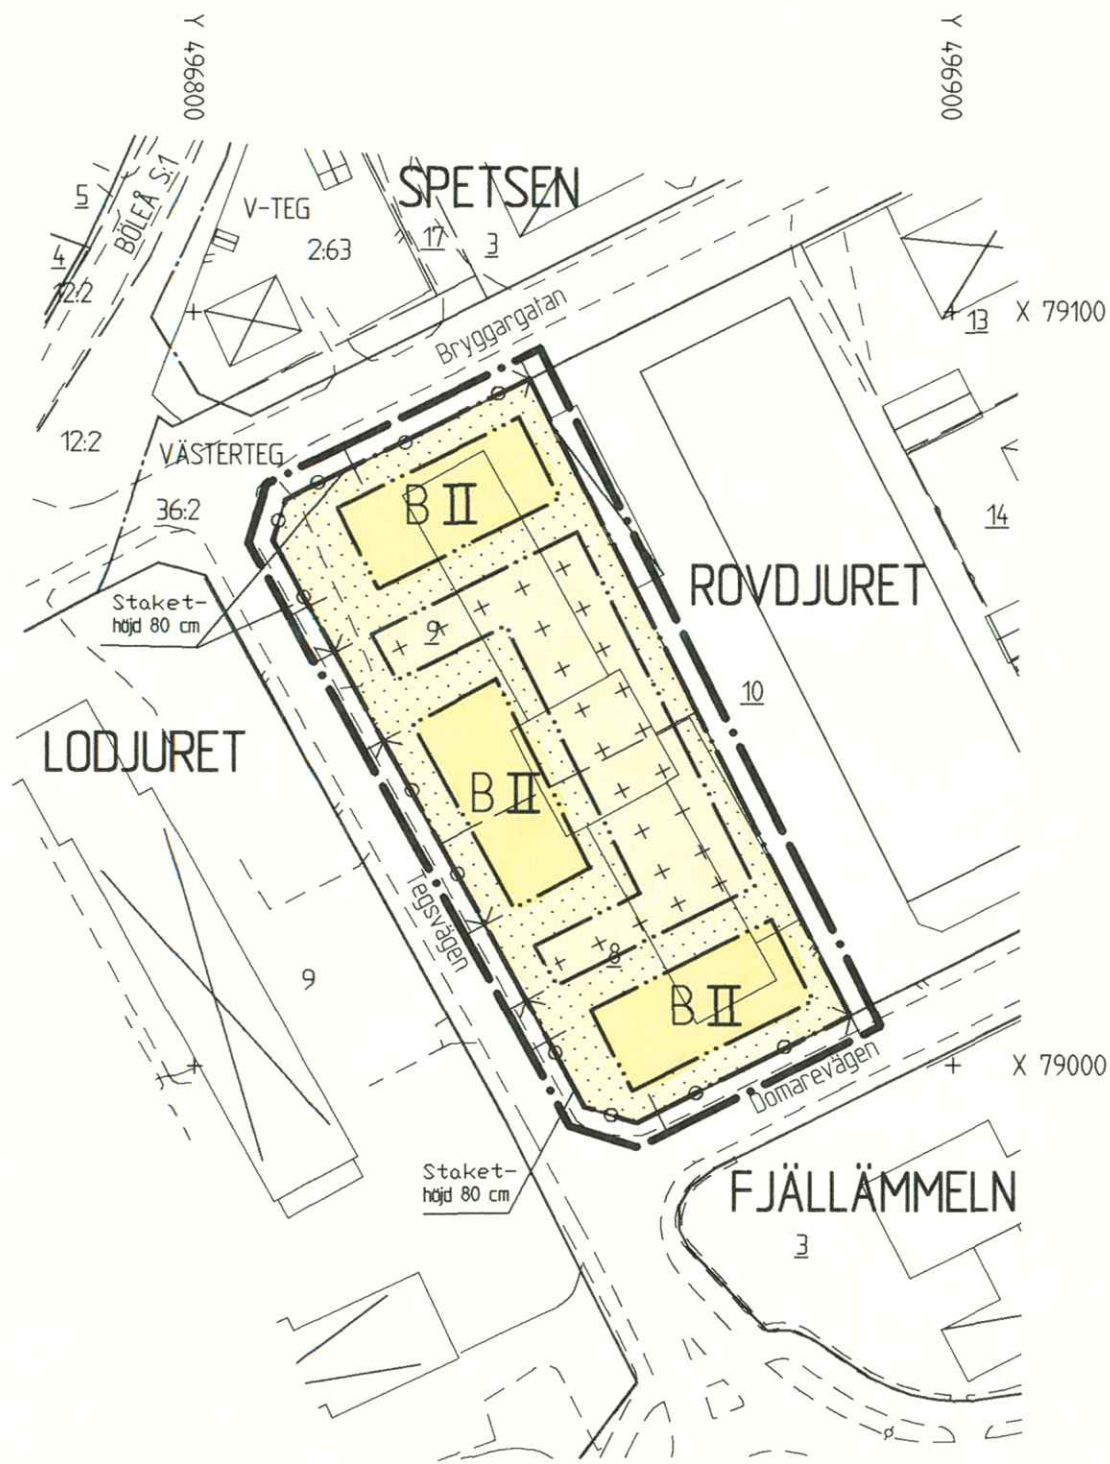 Y 496800
Y 496900
SPETSEN
5
BÖLEÅ S:1
V-TEG
17
3
2:63
4
12:2
13
X 79100
Bryggargatan
12:2
VÄSTERTEG
36:2
B II
14
ROVDJURET
Staket-
höjd 80 cm
9
10
LODJURET
B II
Tegsvägen
9
8
B II
X 79000
Domarevägen
Staket-
höjd 80 cm
FJÄLLÄMMELN
3